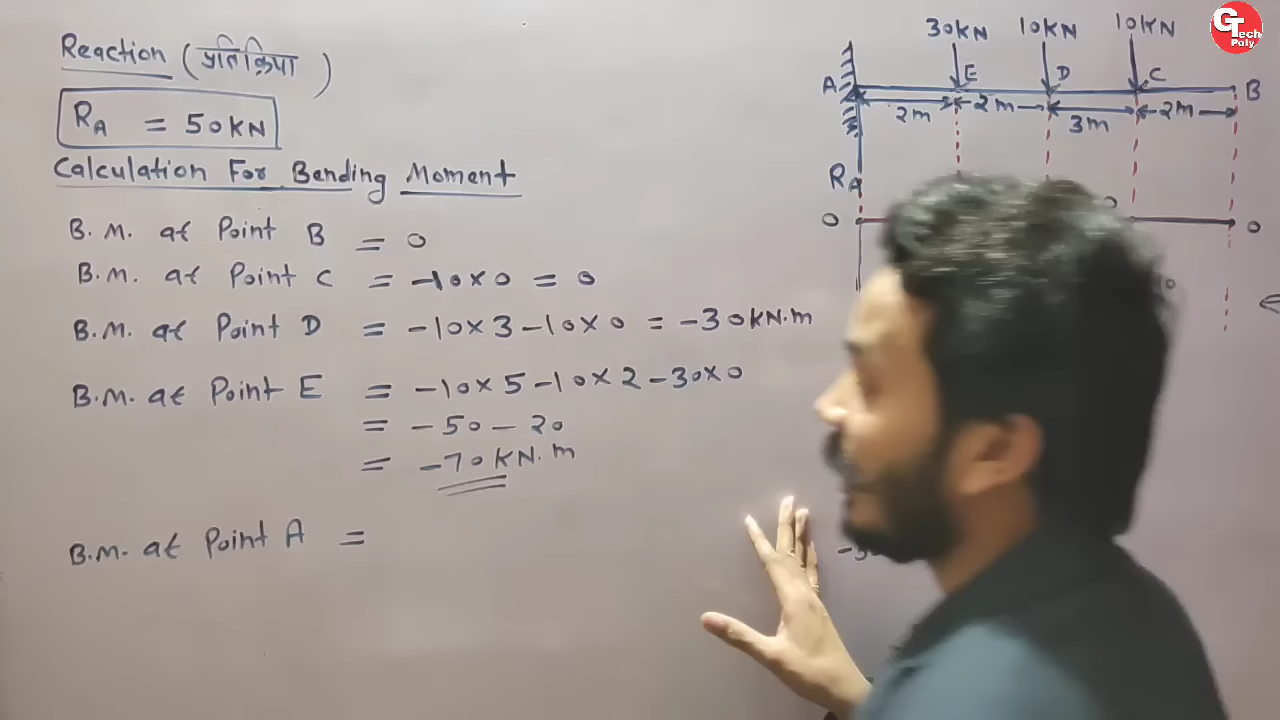 Reaction (प्रतिक्रिया)
RA = 50KN
Calculation For Bending Moment
B.M. at Point B = 0
B.M. at Point C = -10×0 = 0
B.M. at Point D = -10×3-10×0 = -30KN.m
B.M. at Point E = -10×5-10×2-30×0
= -50-20
= -70KN.m
B.M. at Point A =
30KN 10KN 10KN
A E D C B
2m 2m 3m 2m
RA
0 0
GTech Poly